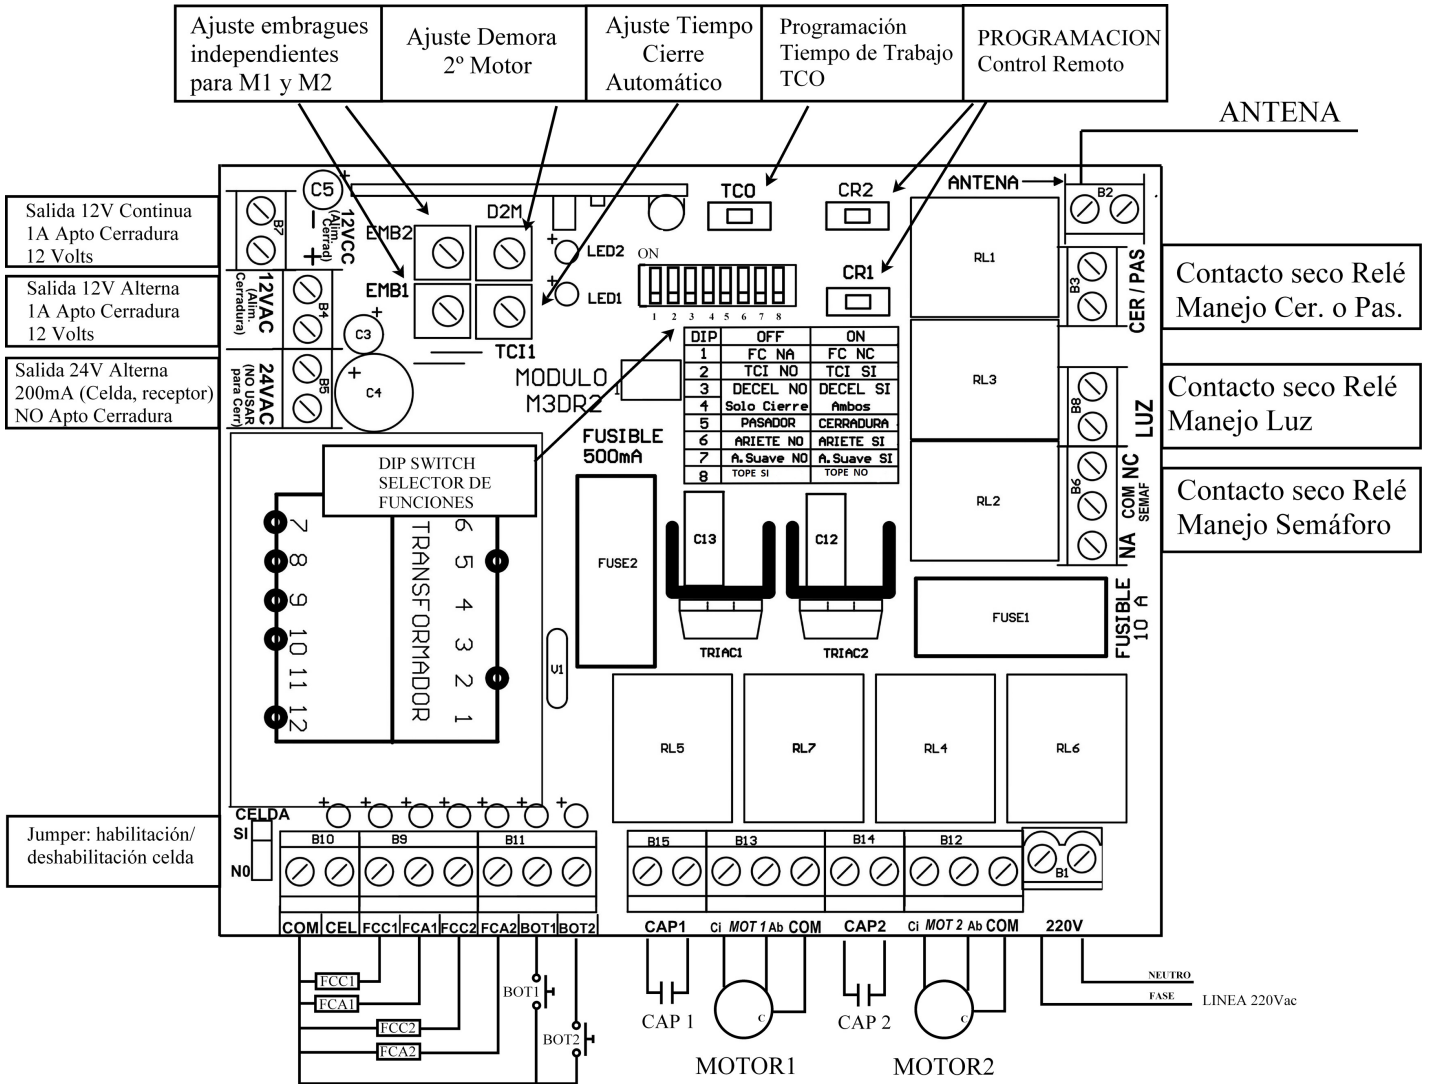 Ajuste embragues
independientes
para M1 y M2
Ajuste Demora
2º Motor
Ajuste Tiempo
Cierre
Automático
Programación
Tiempo de Trabajo
TCO
PROGRAMACION
Control Remoto
ANTENA
Salida 12V Continua
1A Apto Cerradura
12 Volts
Salida 12V Alterna
1A Apto Cerradura
12 Volts
Salida 24V Alterna
200mA (Celda, receptor)
NO Apto Cerradura
Jumper: habilitación/
deshabilitación celda
Contacto seco Relé
Manejo Cer. o Pas.
Contacto seco Relé
Manejo Luz
Contacto seco Relé
Manejo Semáforo
B7
C5
+
- +
12VCC
(Alim.
Cerrad)
B4
12VAC
(Alim.
Cerradura)
B5
24VAC
(NO USAR
para Cerr)
C3
+
C4
EMB2
D2M
EMB1
TCI1
+
LED2
+
LED1
TCO
CR2
CR1
ANTENA
B2
ON
1 2 3 4 5 6 7 8
DIP OFF ON
1 FC NA FC NC
2 TCI NO TCI SI
3 DECEL NO DECEL SI
4 Solo Cierre Ambos
5 PASADOR CERRADURA
6 ARIETE NO ARIETE SI
7 A.Suave NO A.Suave SI
8 TOPE SI TOPE NO
MODULO
M3DR2
FUSIBLE
500mA
FUSE2
RL1
RL3
RL2
B3
CER / PAS
B8
LUZ
B6
NA COM NC
SEMAF
FUSE1
FUSIBLE
10 A
DIP SWITCH
SELECTOR DE
FUNCIONES
7 8 9 10 11 12
TRANSFORMADOR
6 5 4 3 2 1
V1
C13
C12
TRIAC1
TRIAC2
RL5
RL7
RL4
RL6
CELDA
SI
NO
+ + + + + + +
B10
B9
B11
B15
B13
B14
B12
B1
COM CEL FCC1 FCA1 FCC2 FCA2 BOT1 BOT2
CAP1
Ci MOT 1 Ab COM
CAP2
Ci MOT 2 Ab COM
220V
FCC1
FCA1
FCC2
FCA2
BOT1
BOT2
CAP 1
C
MOTOR1
CAP 2
C
MOTOR2
NEUTRO
FASE
LINEA 220Vac